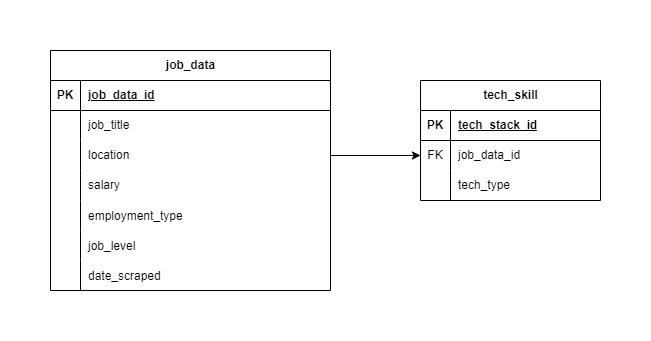 job_data
PK job_data_id
job_title
location
salary
employment_type
job_level
date_scraped
tech_skill
PK tech_stack_id
FK job_data_id
tech_type